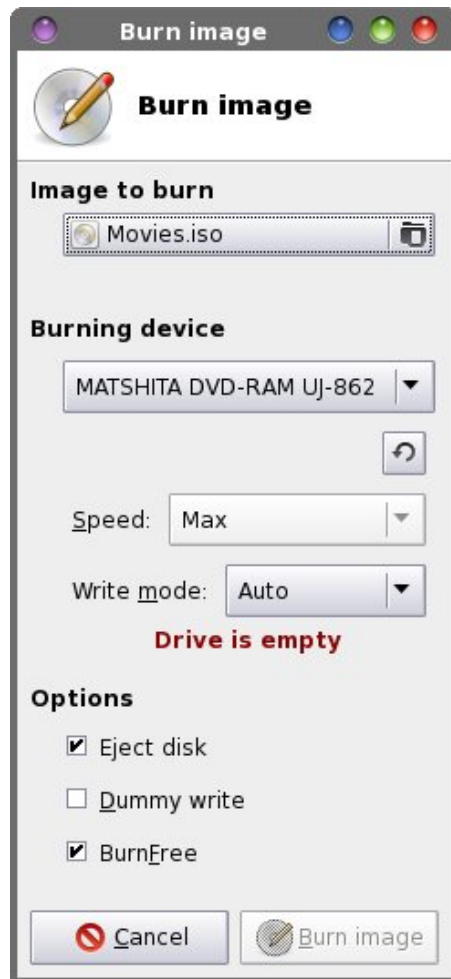 Burn image
Burn image
Image to burn
Movies.iso
Burning device
MATSHITA DVD-RAM UJ-862
Speed: Max
Write mode: Auto
Drive is empty
Options
Eject disk
Dummy write
BurnFree
Cancel Burn image